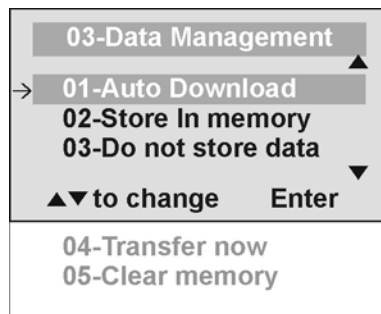 03-Data Management
01-Auto Download
02-Store In memory
03-Do not store data
▲▼to change Enter
04-Transfer now
05-Clear memory